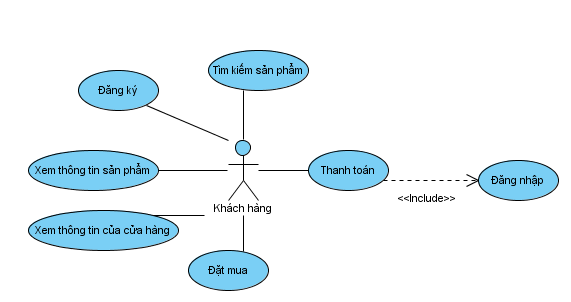 Tìm kiếm sản phẩm
Đăng ký
Xem thông tin sản phẩm
Thanh toán
Đăng nhập
<<Include>>
Khách hàng
Xem thông tin của cửa hàng
Đặt mua